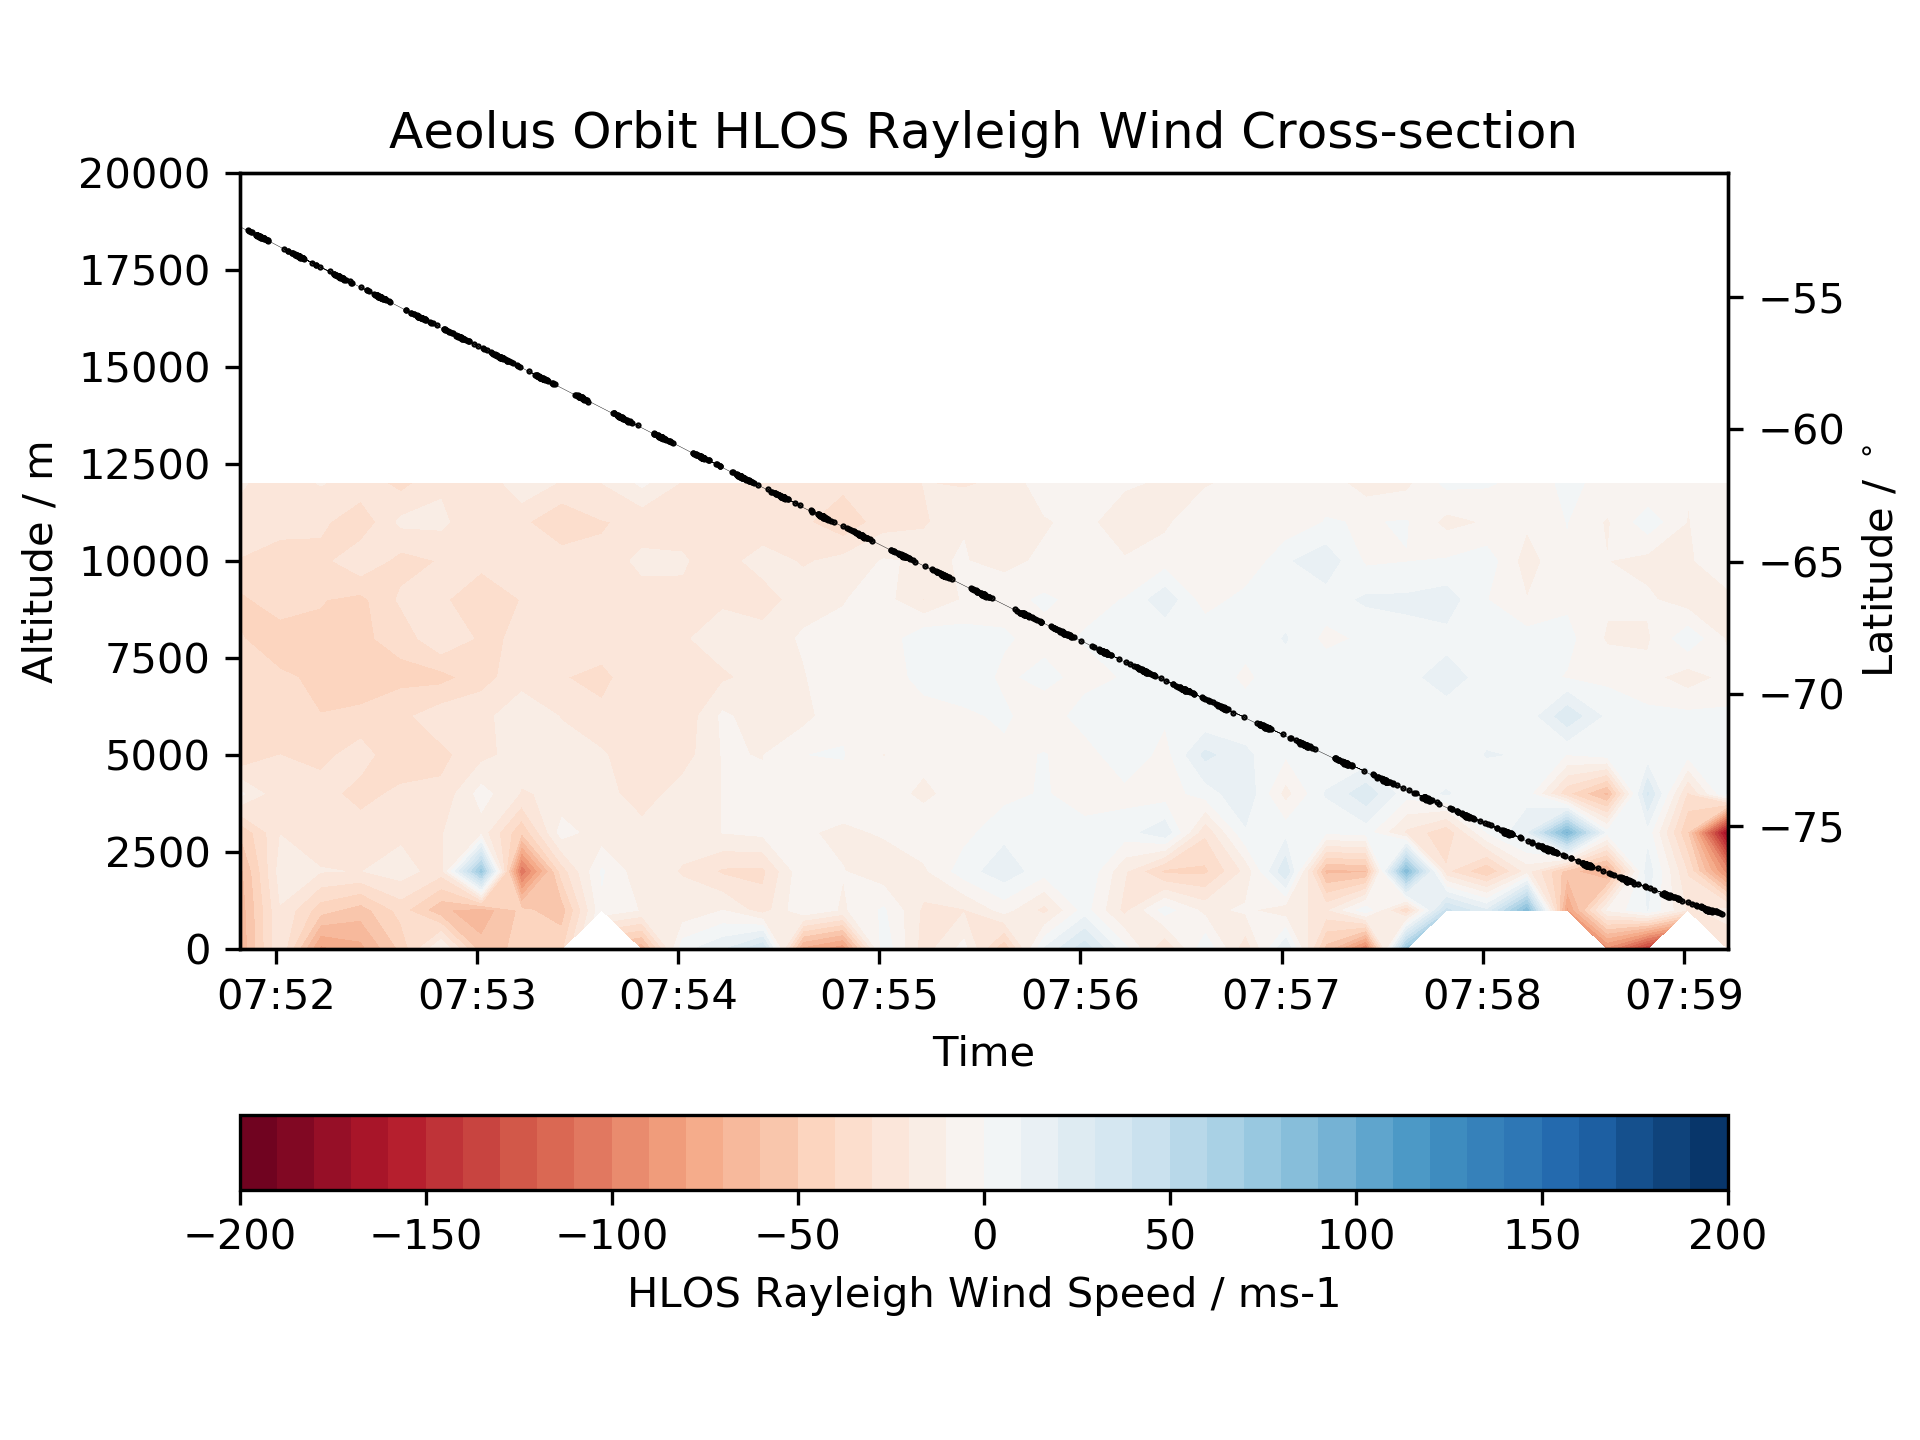 Aeolus Orbit HLOS Rayleigh Wind Cross-section
20000
17500
15000
12500
10000
7500
5000
2500
0
Altitude / m
−55
−60
−65
−70
−75
Latitude / °
07:52 07:53 07:54 07:55 07:56 07:57 07:58 07:59
Time
−200 −150 −100 −50 0 50 100 150 200
HLOS Rayleigh Wind Speed / ms-1